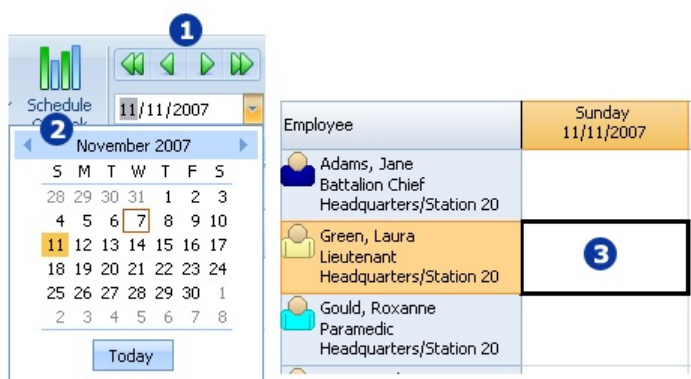 1
Schedule
11/11/2007
2
November 2007
S M T W T F S
28 29 30 31 1 2 3
4 5 6 7 8 9 10
11 12 13 14 15 16 17
18 19 20 21 22 23 24
25 26 27 28 29 30 1
2 3 4 5 6 7 8
Today
Employee
Sunday
11/11/2007
Adams, Jane
Battalion Chief
Headquarters/Station 20
Green, Laura
Lieutenant
Headquarters/Station 20
3
Gould, Roxanne
Paramedic
Headquarters/Station 20